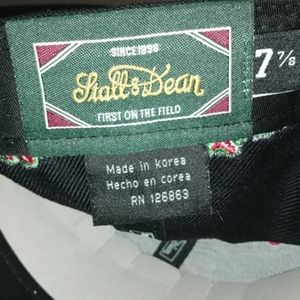 SINCE 1898
Stall & Dean
FIRST ON THE FIELD
7 7/8
Made in korea
Hecho en corea
RN 126863